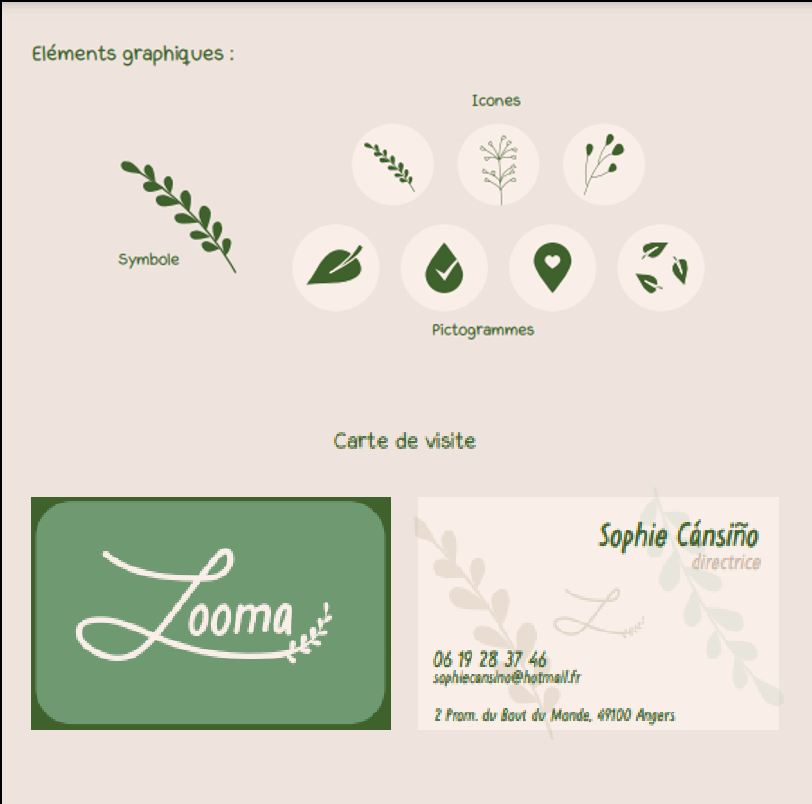 Eléments graphiques :
Icones
Symbole
Pictogrammes
Carte de visite
Looma
Sophie Cánsiño
directrice
06 19 28 37 46
sophiecansino@hotmail.fr
2 Prom. du Bout du Monde, 49100 Angers